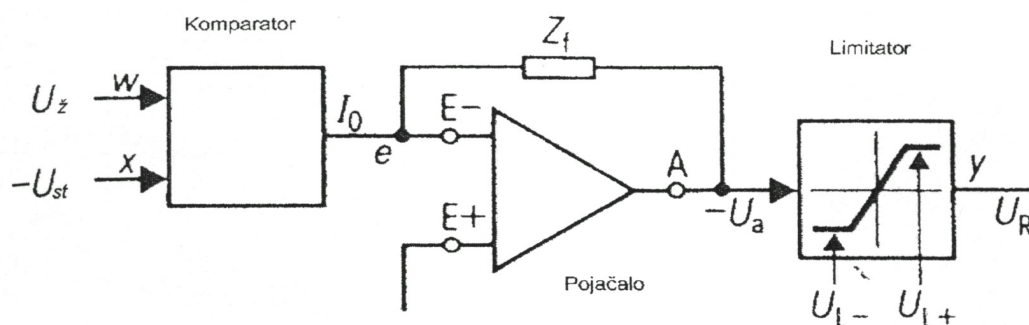 Komparator
Z_f
Limitator
U_ž
w
I_0
E-
e
-U_st
x
E+
A
-U_a
y
U_R
Pojačalo
U_L-
U_L+